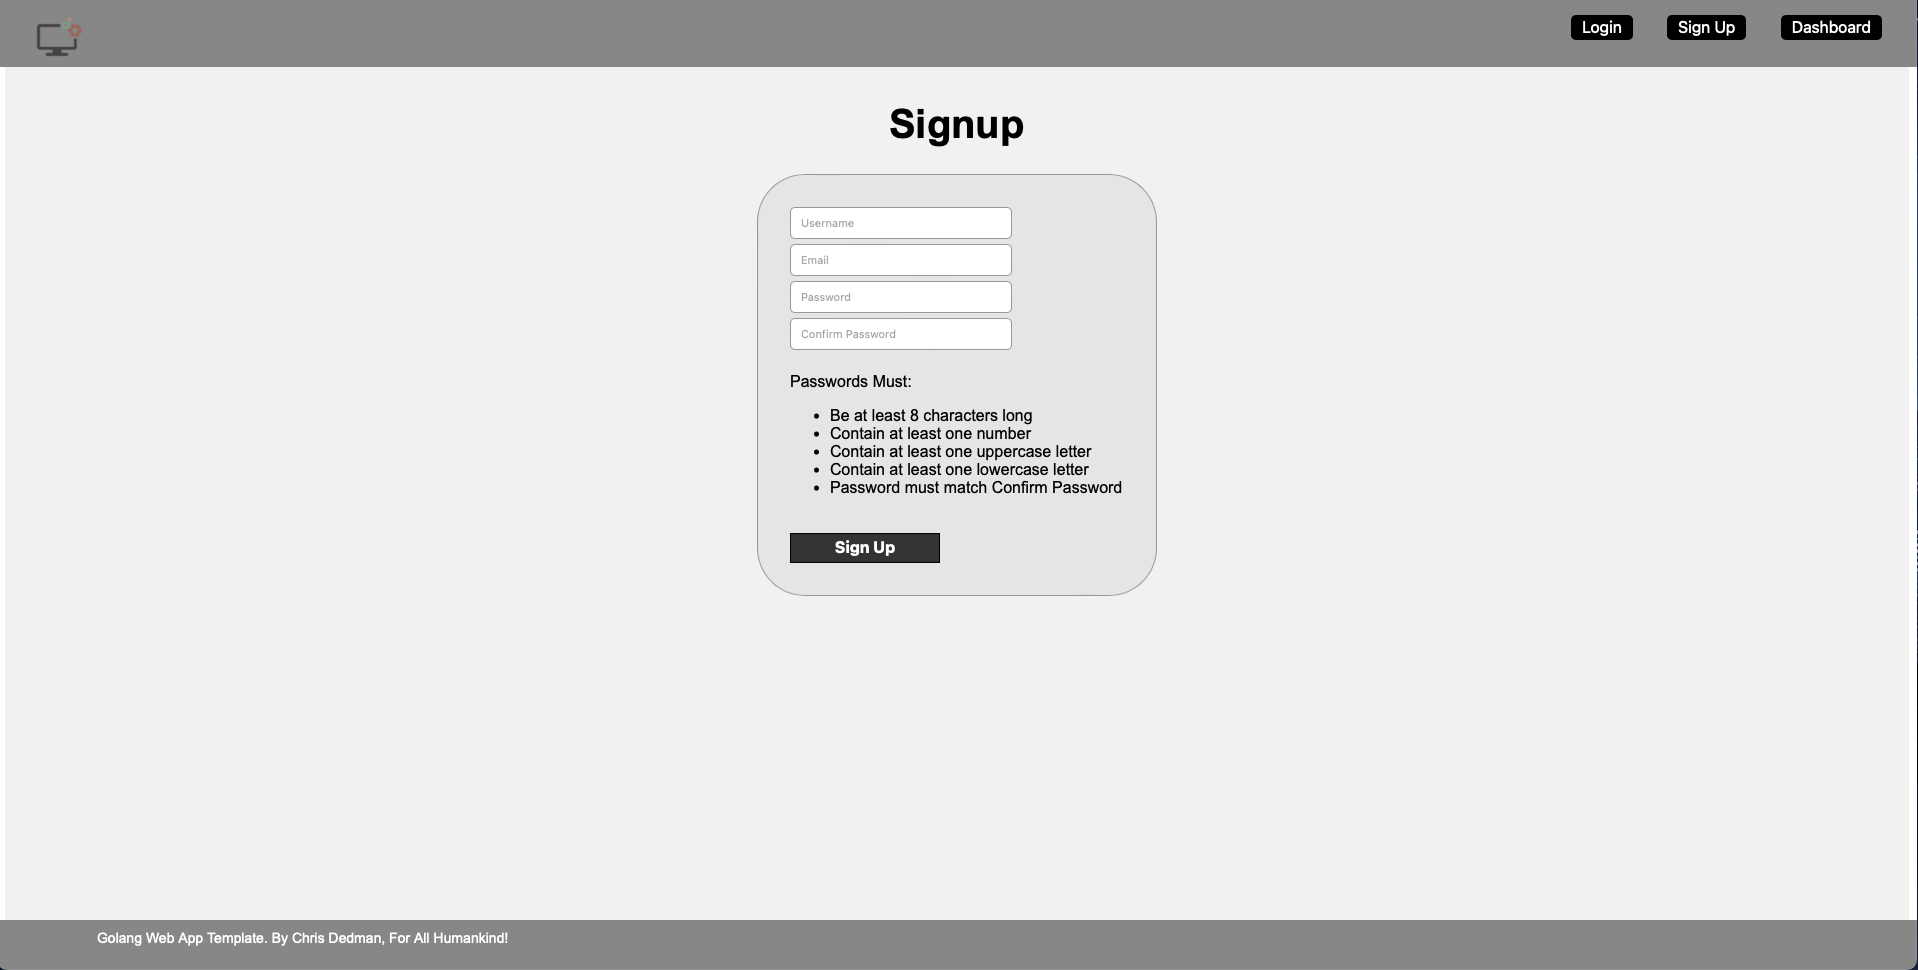 Login
Sign Up
Dashboard
Signup
Username
Email
Password
Confirm Password
Passwords Must:
• Be at least 8 characters long
• Contain at least one number
• Contain at least one uppercase letter
• Contain at least one lowercase letter
• Password must match Confirm Password
Sign Up
Golang Web App Template. By Chris Dedman, For All Humankind!